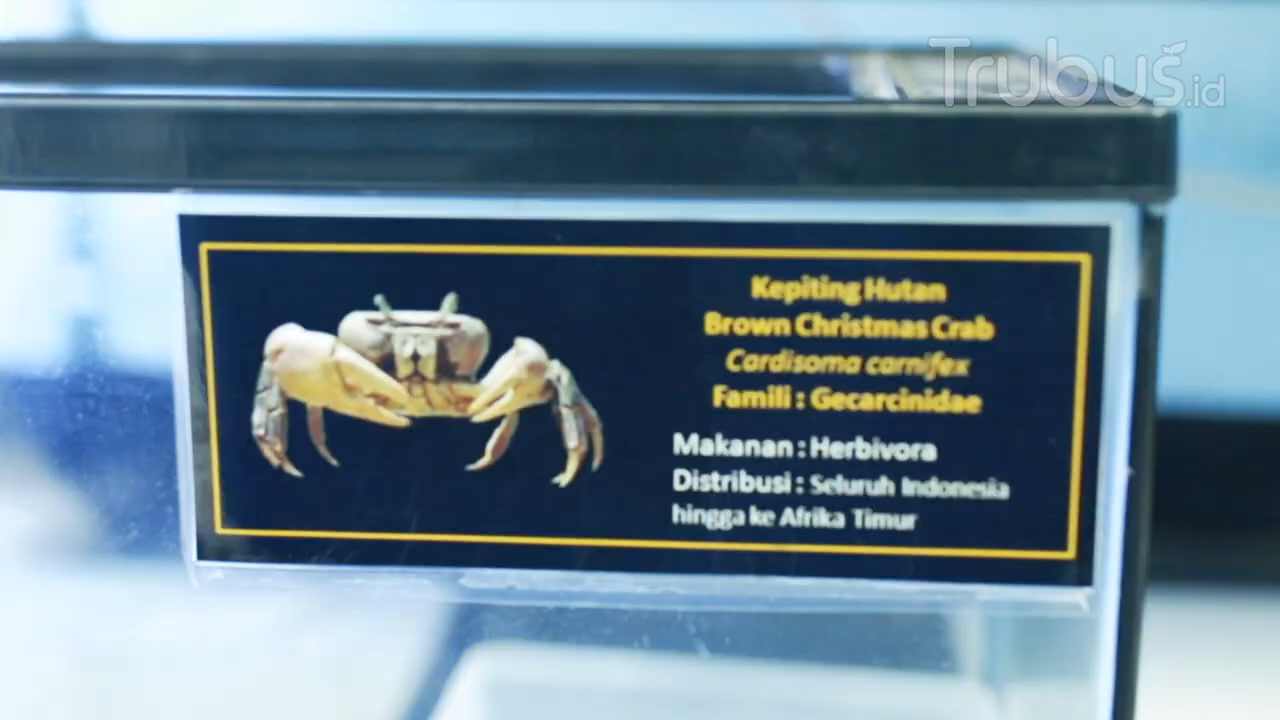 Trubus.id
Kepiting Hutan
Brown Christmas Crab
Cardisoma carnifex
Famili : Gecarcinidae
Makanan : Herbivora
Distribusi : Seluruh Indonesia
hingga ke Afrika Timur